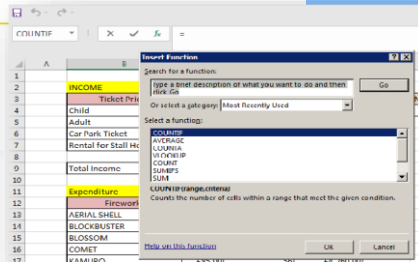 COUNTIF
fx
=
Insert Function
Search for a function:
Type a brief description of what you want to do and then
click Go
Go
Or select a category: Most Recently Used
Select a function:
COUNTIF
AVERAGE
COUNTA
VLOOKUP
COUNT
SUMIFS
SUM
COUNTIF(range,criteria)
Counts the number of cells within a range that meet the given condition.
Help on this function
OK
Cancel
A
B
1
2 INCOME
3 Ticket Pric
4 Child
5 Adult
6 Car Park Ticket
7 Rental for Stall Ho
8
9 Total Income
10
11 Expenditure
12 Firework
13 AERIAL SHELL
14 BLOCKBUSTER
15 BLOSSOM
16 COMET
17 KAMURO